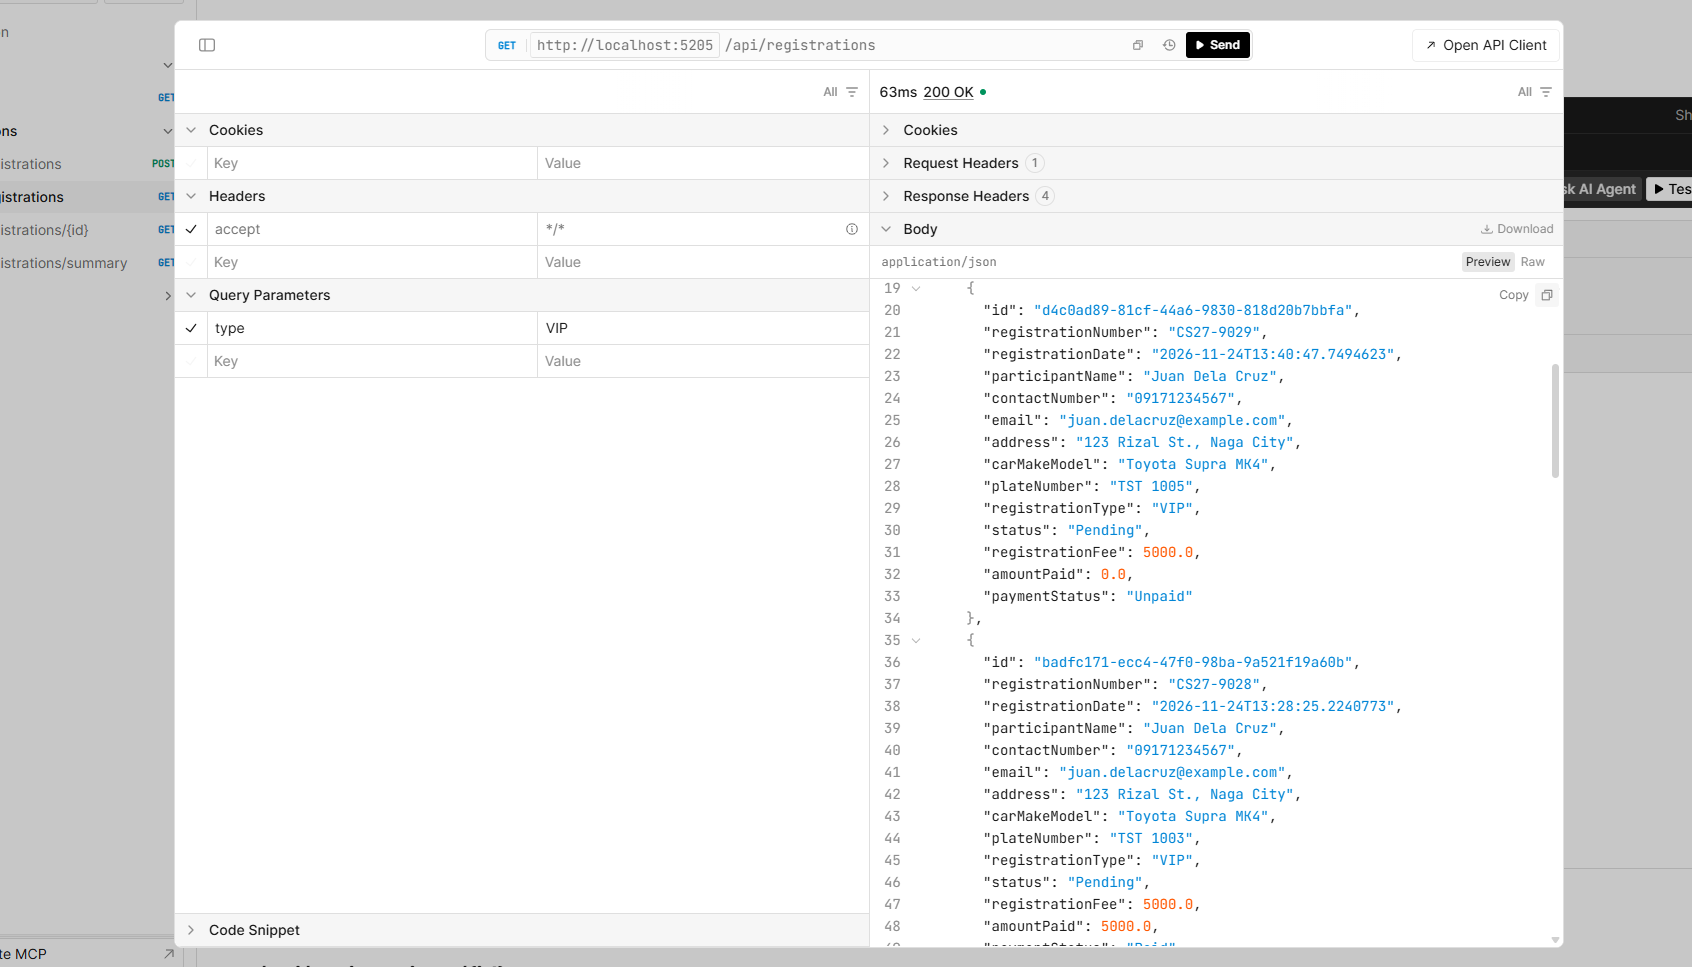 GET http://localhost:5205 /api/registrations Send
Open API Client
All
63ms 200 OK
All
Cookies
Key Value
Headers
accept */*
Key Value
Query Parameters
type VIP
Key Value
Code Snippet
Cookies
Request Headers 1
Response Headers 4
Body Download
application/json Preview Raw
Copy
19 {
20 "id": "d4c0ad89-81cf-44a6-9830-818d20b7bbfa",
21 "registrationNumber": "CS27-9029",
22 "registrationDate": "2026-11-24T13:40:47.7494623",
23 "participantName": "Juan Dela Cruz",
24 "contactNumber": "09171234567",
25 "email": "juan.delacruz@example.com",
26 "address": "123 Rizal St., Naga City",
27 "carMakeModel": "Toyota Supra MK4",
28 "plateNumber": "TST 1005",
29 "registrationType": "VIP",
30 "status": "Pending",
31 "registrationFee": 5000.0,
32 "amountPaid": 0.0,
33 "paymentStatus": "Unpaid"
34 },
35 {
36 "id": "badfc171-ecc4-47f0-98ba-9a521f19a60b",
37 "registrationNumber": "CS27-9028",
38 "registrationDate": "2026-11-24T13:28:25.2240773",
39 "participantName": "Juan Dela Cruz",
40 "contactNumber": "09171234567",
41 "email": "juan.delacruz@example.com",
42 "address": "123 Rizal St., Naga City",
43 "carMakeModel": "Toyota Supra MK4",
44 "plateNumber": "TST 1003",
45 "registrationType": "VIP",
46 "status": "Pending",
47 "registrationFee": 5000.0,
48 "amountPaid": 5000.0,
GET
ons
istrations POST
gistrations GET
istrations/{id} GET
istrations/summary GET
te MCP
Sh
sk AI Agent
Tes